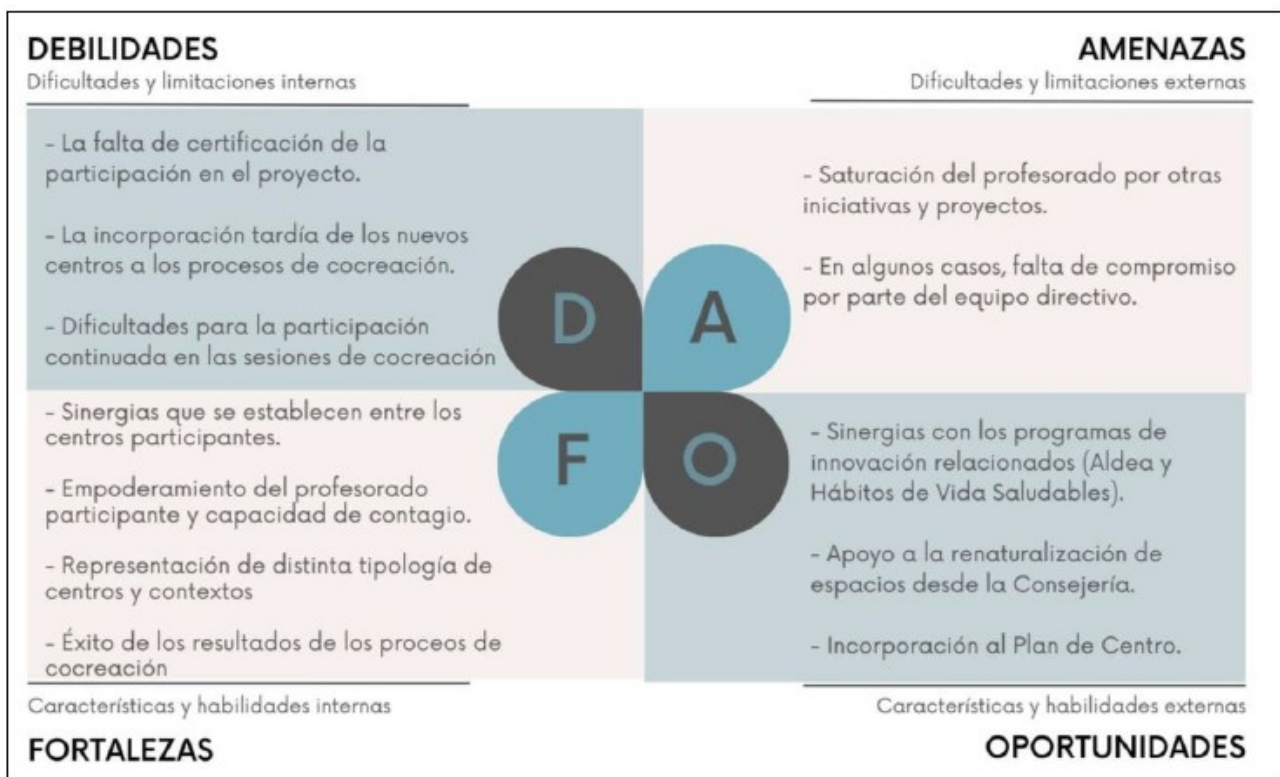 DEBILIDADES
Dificultades y limitaciones internas
- La falta de certificación de la
participación en el proyecto.
- La incorporación tardía de los nuevos
centros a los procesos de cocreación.
- Dificultades para la participación
continuada en las sesiones de cocreación
AMENAZAS
Dificultades y limitaciones externas
- Saturación del profesorado por otras
iniciativas y proyectos.
- En algunos casos, falta de compromiso
por parte del equipo directivo.
D
A
F
O
- Sinergias que se establecen entre los
centros participantes.
- Empoderamiento del profesorado
participante y capacidad de contagio.
- Representación de distinta tipología de
centros y contextos
- Éxito de los resultados de los proceos de
cocreación
Características y habilidades internas
FORTALEZAS
- Sinergias con los programas de
innovación relacionados (Aldea y
Hábitos de Vida Saludables).
- Apoyo a la renaturalización de
espacios desde la Consejería.
- Incorporación al Plan de Centro.
Características y habilidades externas
OPORTUNIDADES